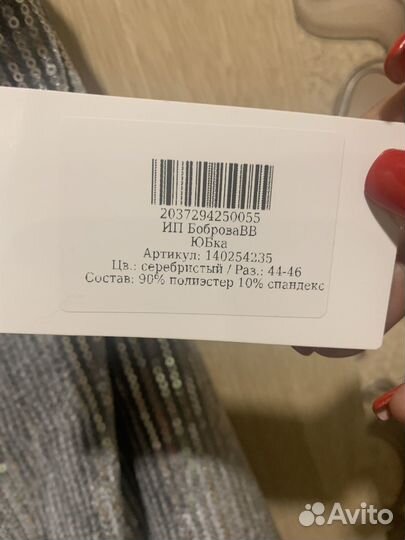 2037294250055
ИП БоброваВВ
ЮБка
Артикул: 140254235
Цв.: серебристый / Раз.: 44-46
Состав: 90% полиэстер 10% спандекс
Avito